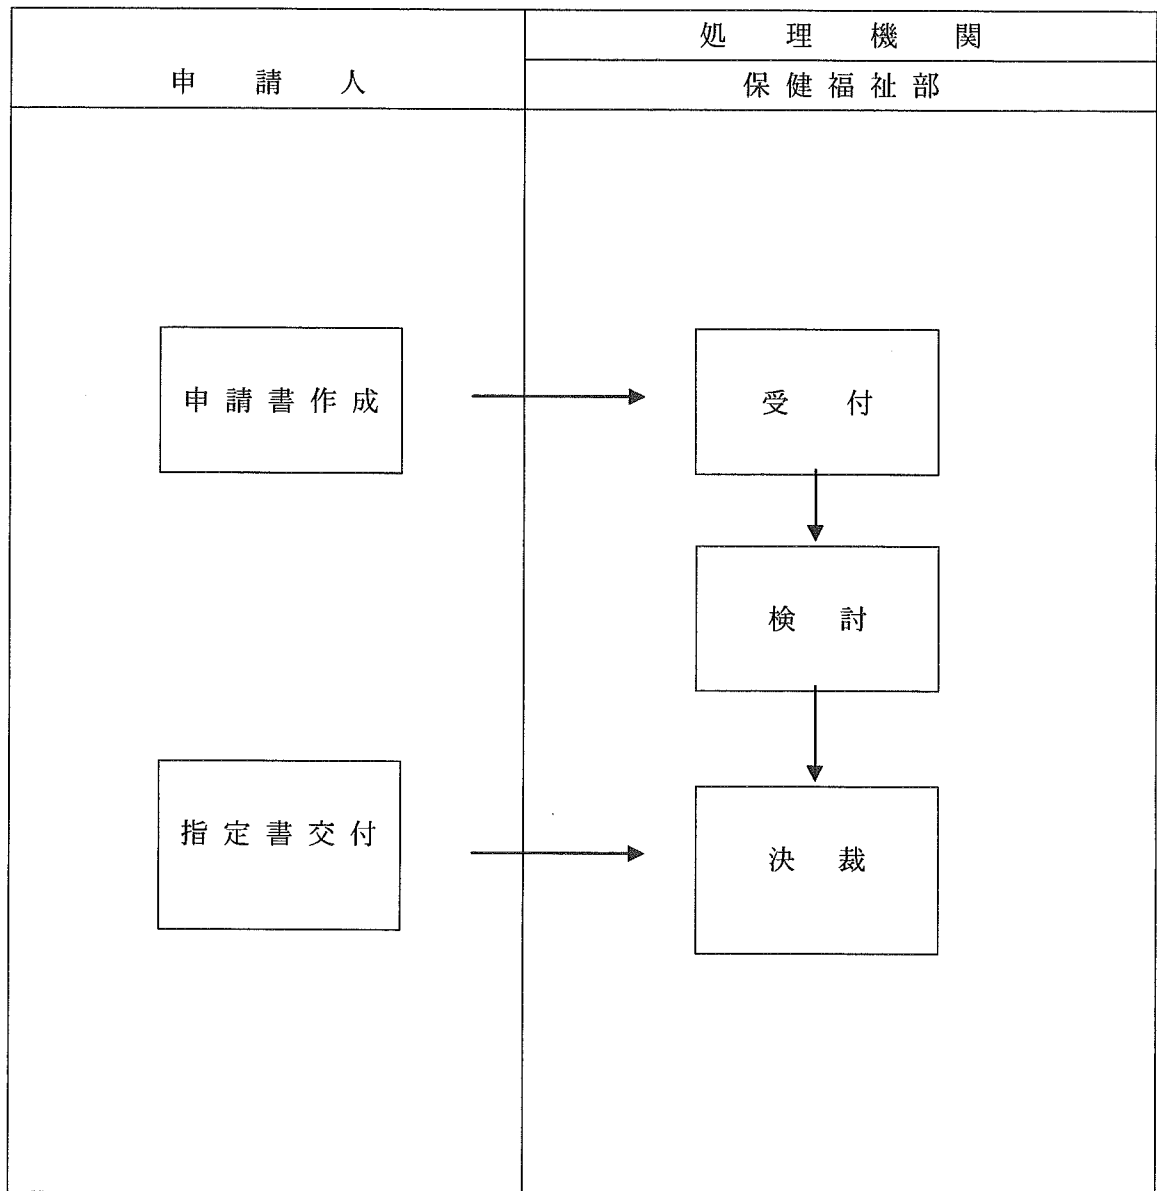 処理機関
申請人
保健福祉部
申請書作成
受付
検討
指定書交付
決裁